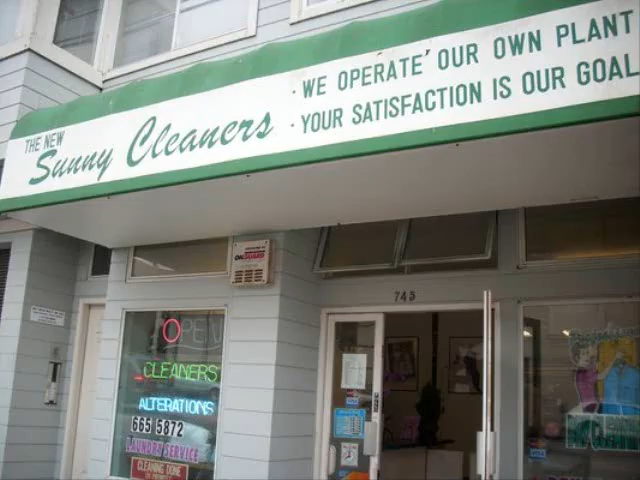 THE NEW
Sunny Cleaners
· WE OPERATE OUR OWN PLANT
· YOUR SATISFACTION IS OUR GOAL
743
OPEN
CLEANERS
ALTERATIONS
665 5872
LAUNDRY SERVICE
CLEANING DONE